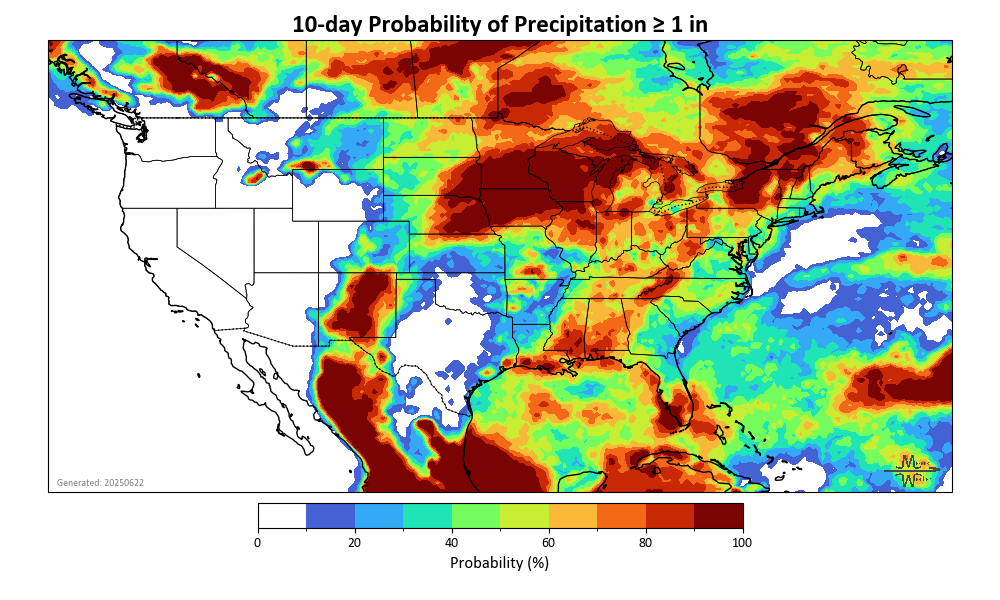 10-day Probability of Precipitation ≥ 1 in
Generated: 20250622
0 20 40 60 80 100
Probability (%)